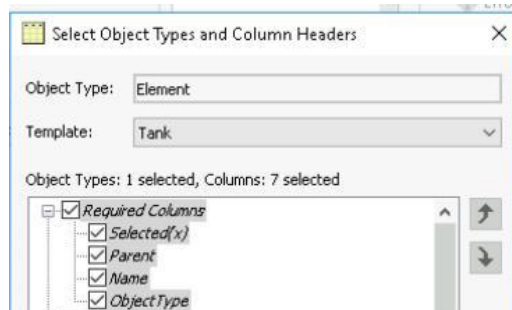 Select Object Types and Column Headers
Object Type: Element
Template: Tank
Object Types: 1 selected, Columns: 7 selected
Required Columns
Selected(x)
Parent
Name
ObjectType